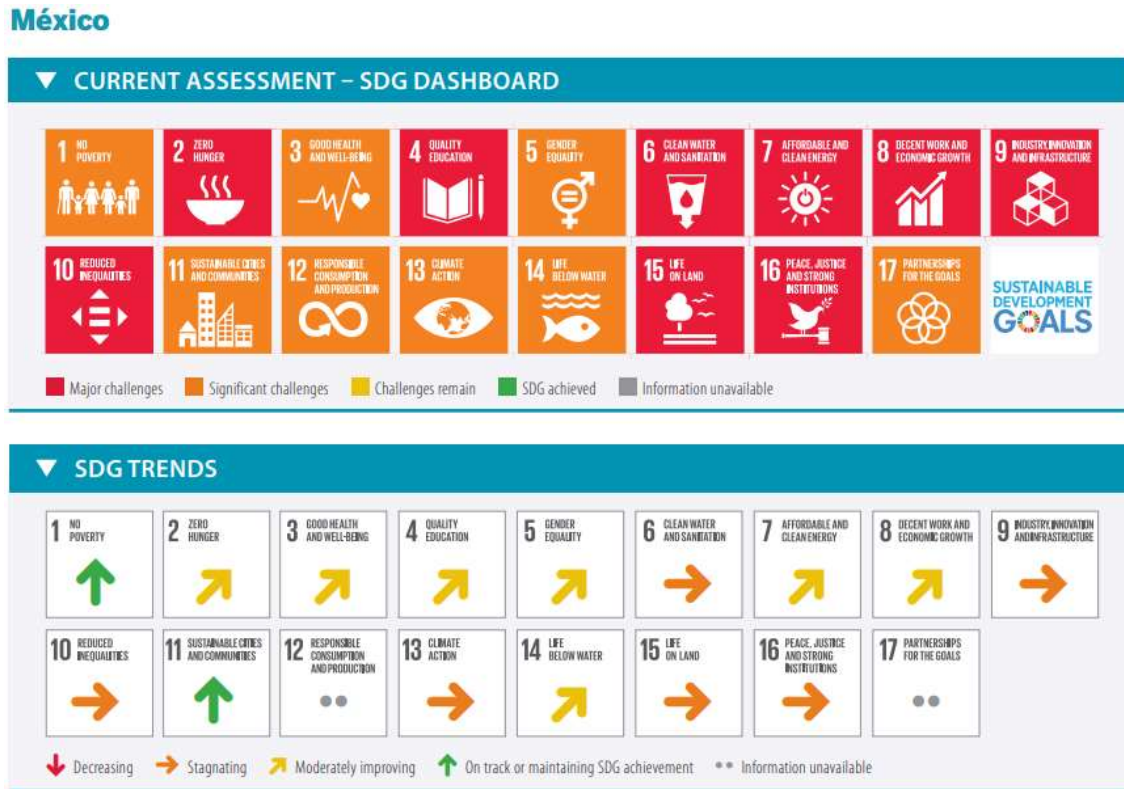 México
▼ CURRENT ASSESSMENT – SDG DASHBOARD
1 NO POVERTY
2 ZERO HUNGER
3 GOOD HEALTH AND WELL-BEING
4 QUALITY EDUCATION
5 GENDER EQUALITY
6 CLEAN WATER AND SANITATION
7 AFFORDABLE AND CLEAN ENERGY
8 DECENT WORK AND ECONOMIC GROWTH
9 INDUSTRY, INNOVATION AND INFRASTRUCTURE
10 REDUCED INEQUALITIES
11 SUSTAINABLE CITIES AND COMMUNITIES
12 RESPONSIBLE CONSUMPTION AND PRODUCTION
13 CLIMATE ACTION
14 LIFE BELOW WATER
15 LIFE ON LAND
16 PEACE, JUSTICE AND STRONG INSTITUTIONS
17 PARTNERSHIPS FOR THE GOALS
SUSTAINABLE
DEVELOPMENT
GOALS
Major challenges Significant challenges Challenges remain SDG achieved Information unavailable
▼ SDG TRENDS
1 NO POVERTY
2 ZERO HUNGER
3 GOOD HEALTH AND WELL-BEING
4 QUALITY EDUCATION
5 GENDER EQUALITY
6 CLEAN WATER AND SANITATION
7 AFFORDABLE AND CLEAN ENERGY
8 DECENT WORK AND ECONOMIC GROWTH
9 INDUSTRY, INNOVATION AND INFRASTRUCTURE
10 REDUCED INEQUALITIES
11 SUSTAINABLE CITIES AND COMMUNITIES
12 RESPONSIBLE CONSUMPTION AND PRODUCTION
13 CLIMATE ACTION
14 LIFE BELOW WATER
15 LIFE ON LAND
16 PEACE, JUSTICE AND STRONG INSTITUTIONS
17 PARTNERSHIPS FOR THE GOALS
Decreasing Stagnating Moderately improving On track or maintaining SDG achievement Information unavailable